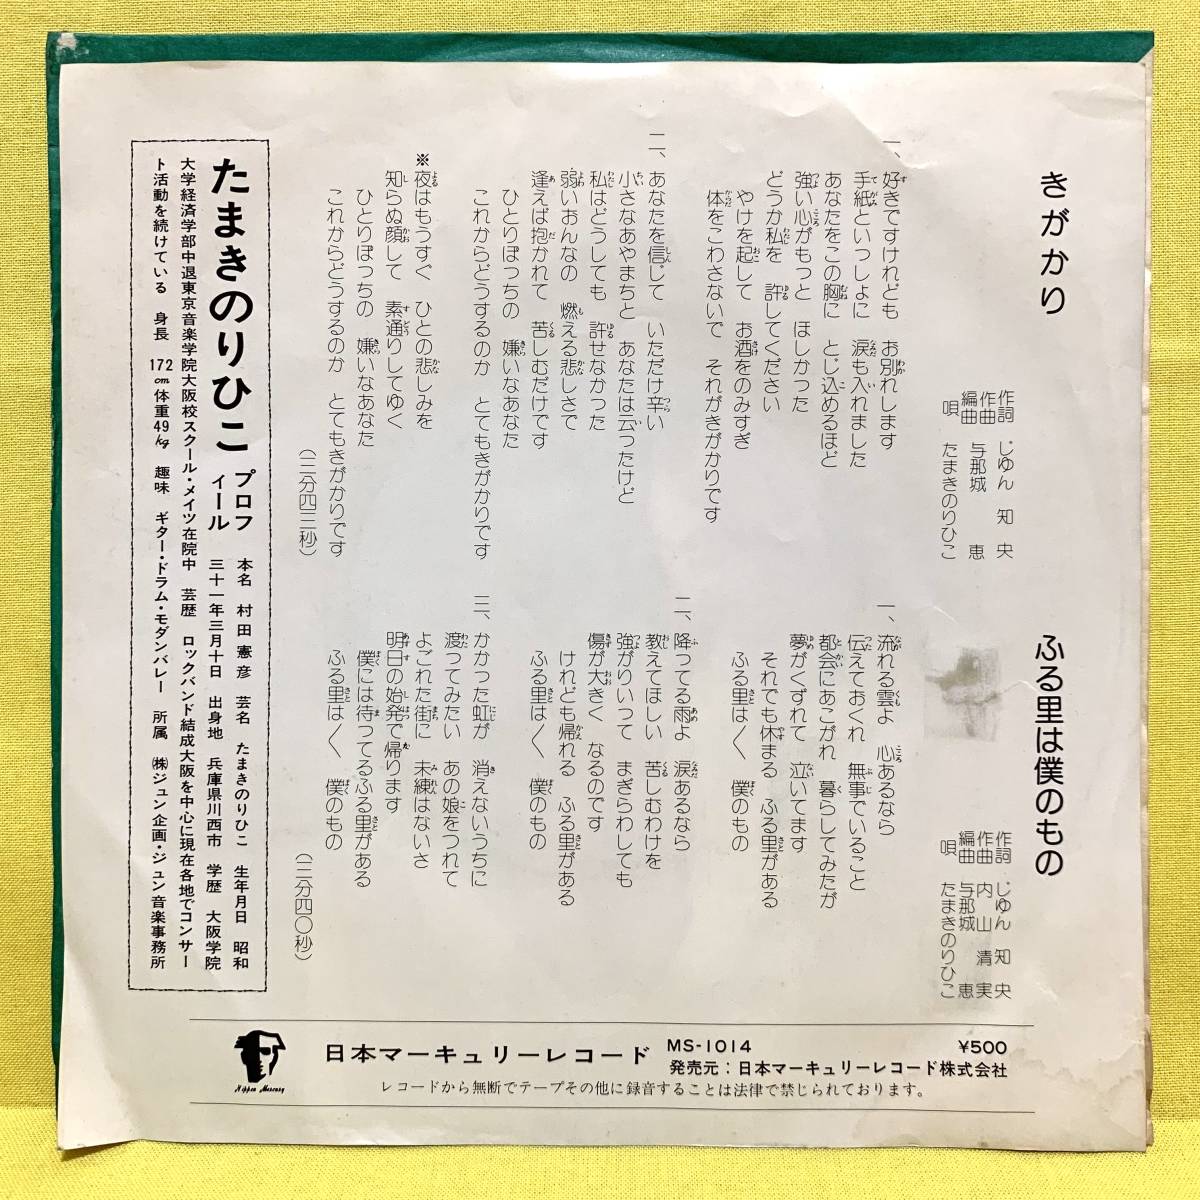 きがかり
作詞 じゆん 知央
作曲
編曲 与那城 恵
唄 たまきのりひこ
一、好きですけれども お別れします
手紙といっしよに 涙も入れました
あなたをこの胸に とじ込めるほど
強い心がもっと ほしかった
どうか私を 許してください
やけを起して お酒をのみすぎ
体をこわさないで それがきがかりです
二、あなたを信じて いただけ辛い
小さなあやまちと あなたは云づたけど
私はどうしても 許せなかった
弱いおんなの 燃える悲しさで
逢えば抱かれて 苦しむだけです
ひとりぽっちの 嫌いなあなた
これからどうするのか とてもきがかりです
※夜はもうすぐ ひとの悲しみを
知らぬ顔して 素通りしてゆく
ひとりぽっちの 嫌いなあなた
これからどうするのか とてもきがかりです
(二分四三秒)
ふる里は僕のもの
作詞 じゆん 知央
作曲 内山 清実
編曲 与那城 恵
唄 たまきのりひこ
一、流れる雲よ 心あるなら
伝えておくれ 無事でいること
都会にあこがれ 暮らしてみたが
夢がくずれて 泣いてます
それでも休まる ふる里がある
ふる里は〱 僕のもの
二、降つてる雨よ 涙あるなら
教えてほしい 苦しむわけを
強がりいつて まぎらわしても
傷が大きく なるのです
けれども帰れる ふる里がある
ふる里は〱 僕のもの
三、かかった虹が 消えないうちに
渡つてみたい あの娘をつれて
よごれた街に 未練はないさ
明日の始発で帰ります
僕には待ってるふる里がある
ふる里は〱 僕のもの
(二分四〇秒)
たまきのりひこ プロフイール 本名 村田憲彦 芸名 たまきのりひこ 生年月日 昭和
三十一年三月十日 出身地 兵庫県川西市 学歴 大阪学院
大学経済学部中退東京音楽学院大阪校スクール・メイツ在院中 芸歴 ロックバンド結成大阪を中心に現在各地でコンサー
ト活動を続けている 身長 172cm体重49kg 趣味 ギター・ドラム・モダンバレー 所属 ㈱ジュン企画・ジュン音楽事務所
Nippon Mercury
日本マーキュリーレコード MS-1014 ¥500
発売元：日本マーキュリーレコード株式会社
レコードから無断でテープその他に録音することは法律で禁じられております。